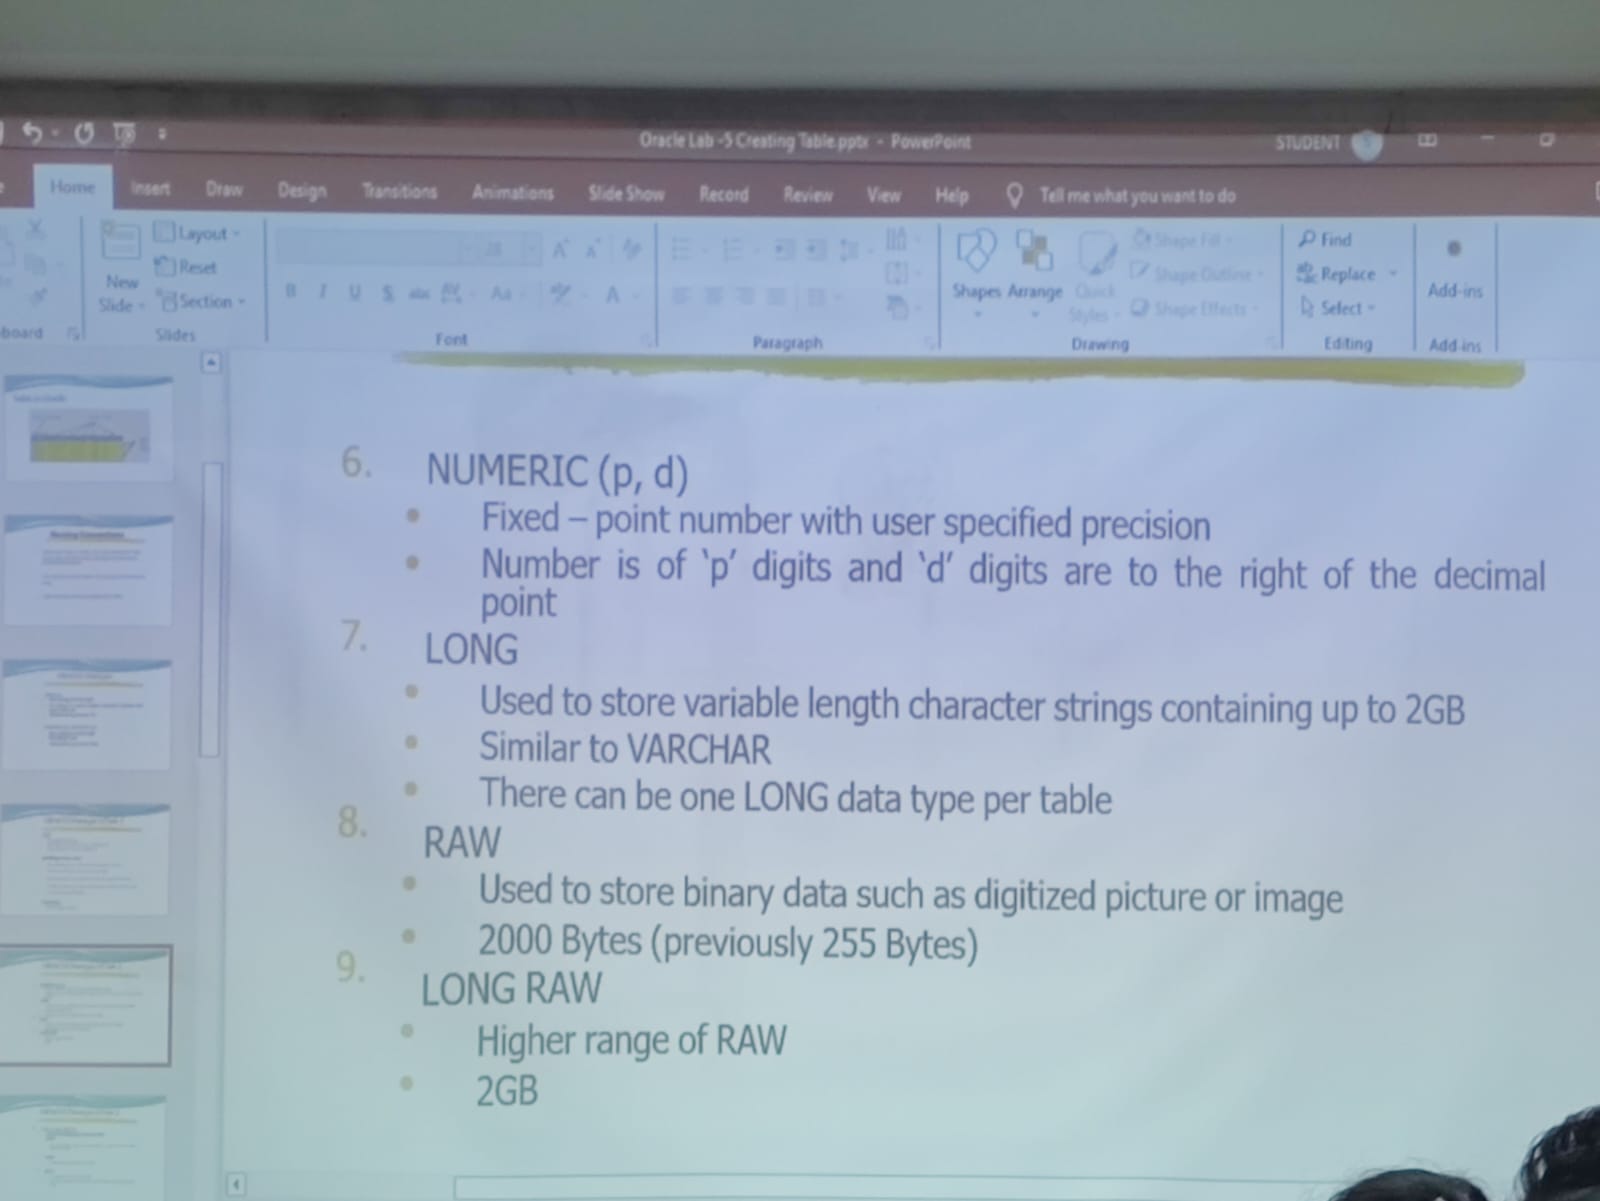 Oracle Lab -5 Creating Table.pptx - PowerPoint
STUDENT
Home Insert Draw Design Transitions Animations Slide Show Record Review View Help Tell me what you want to do
New Slide
Layout
Reset
Section
Slides
28
B I U S abc AV Aa A
Font
Paragraph
Shapes Arrange Quick Styles
Shape Fill
Shape Outline
Shape Effects
Drawing
Find
Replace
Select
Editing
Add-ins
Add-ins
board
6. NUMERIC (p, d)
• Fixed – point number with user specified precision
• Number is of ‘p’ digits and ‘d’ digits are to the right of the decimal
point
7. LONG
• Used to store variable length character strings containing up to 2GB
• Similar to VARCHAR
• There can be one LONG data type per table
8. RAW
• Used to store binary data such as digitized picture or image
• 2000 Bytes (previously 255 Bytes)
9. LONG RAW
• Higher range of RAW
• 2GB